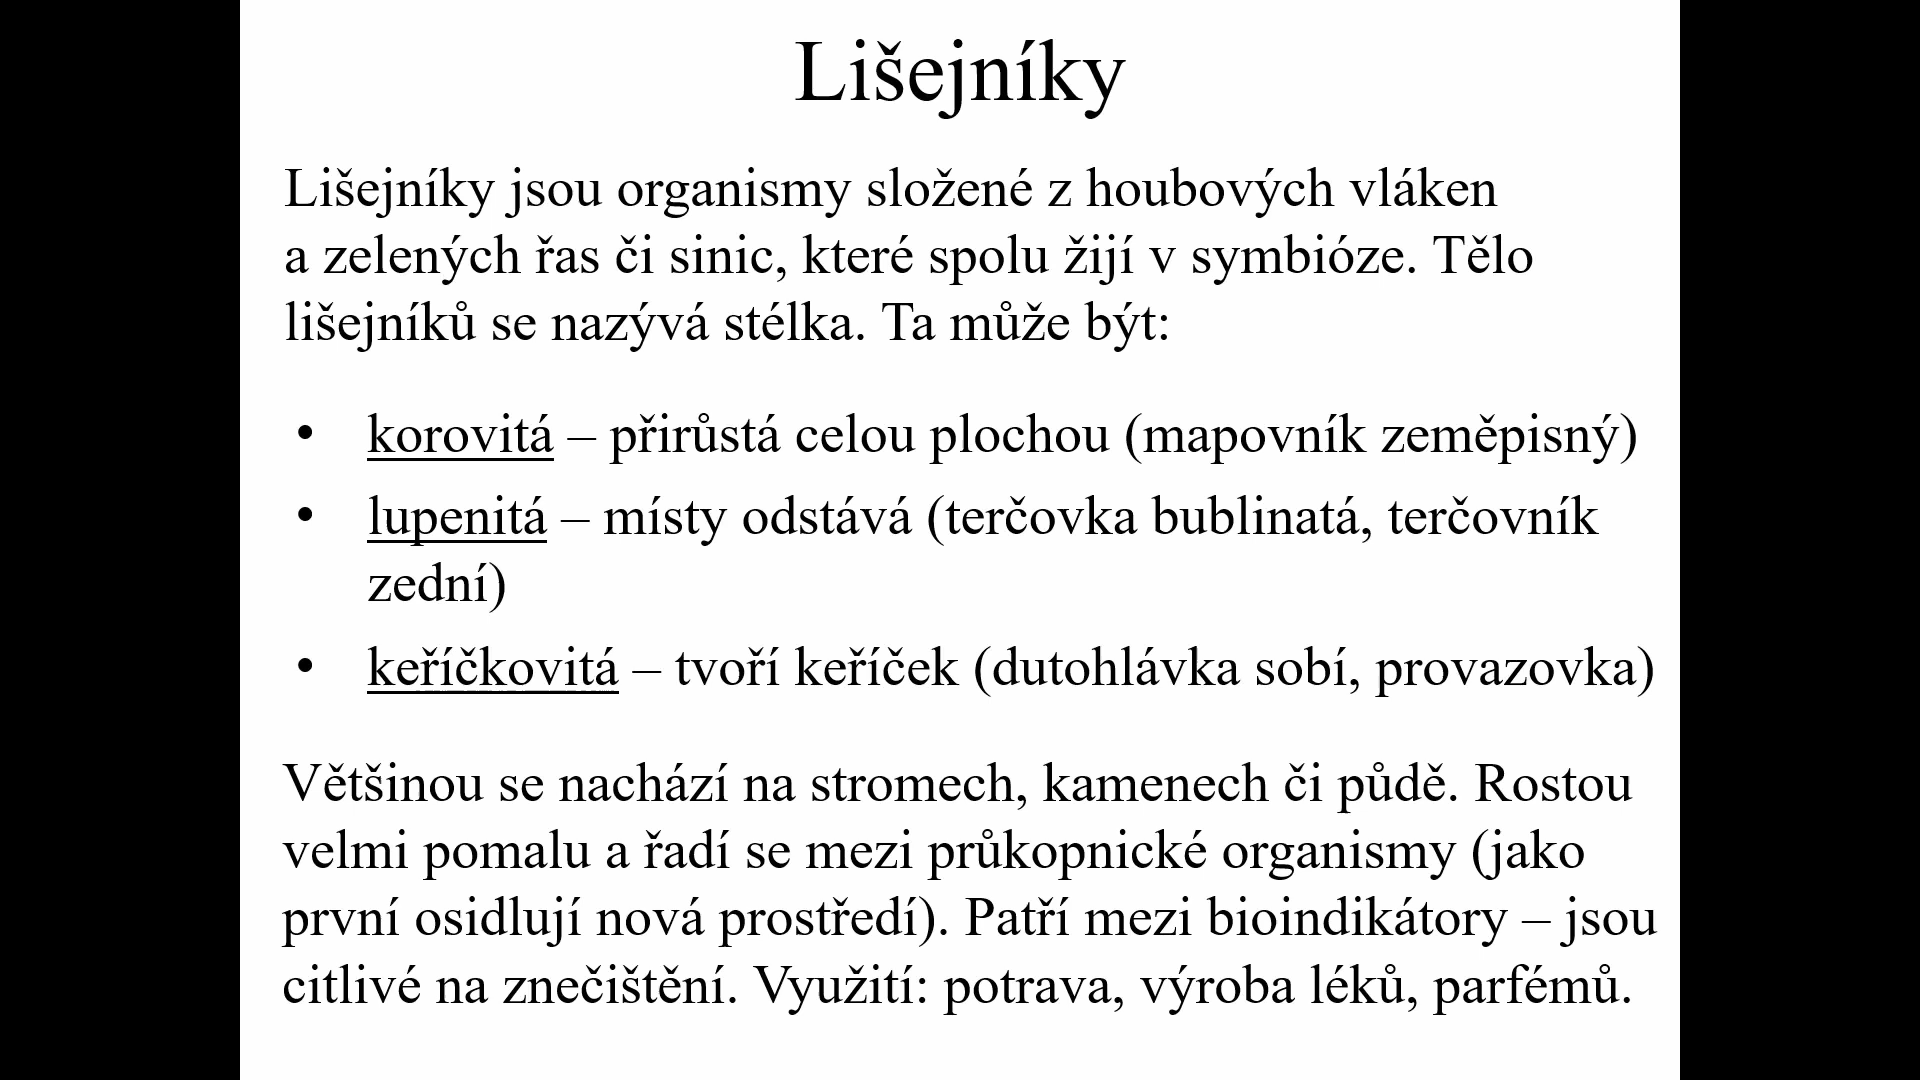 Lišejníky
Lišejníky jsou organismy složené z houbových vláken
a zelených řas či sinic, které spolu žijí v symbióze. Tělo
lišejníků se nazývá stélka. Ta může být:
• korovitá – přirůstá celou plochou (mapovník zeměpisný)
• lupenitá – místy odstává (terčovka bublinatá, terčovník
zední)
• keříčkovitá – tvoří keříček (dutohlávka sobí, provazovka)
Většinou se nachází na stromech, kamenech či půdě. Rostou
velmi pomalu a řadí se mezi průkopnické organismy (jako
první osidlují nová prostředí). Patří mezi bioindikátory – jsou
citlivé na znečištění. Využití: potrava, výroba léků, parfémů.